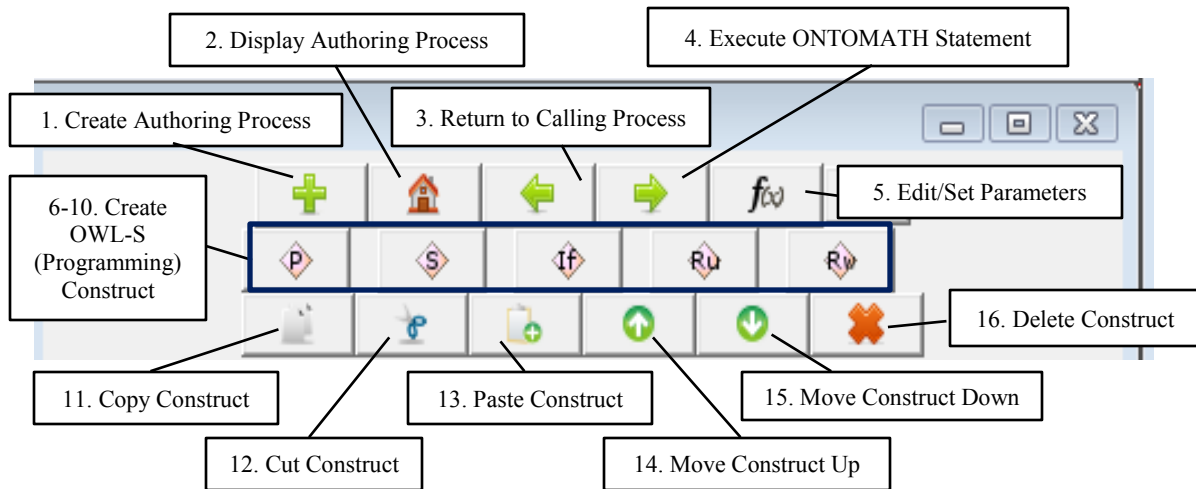 2. Display Authoring Process
4. Execute ONTOMATH Statement
1. Create Authoring Process
3. Return to Calling Process
6-10. Create
OWL-S
(Programming)
Construct
f(x)
5. Edit/Set Parameters
P
S
If
Ru
Rw
16. Delete Construct
11. Copy Construct
13. Paste Construct
15. Move Construct Down
12. Cut Construct
14. Move Construct Up